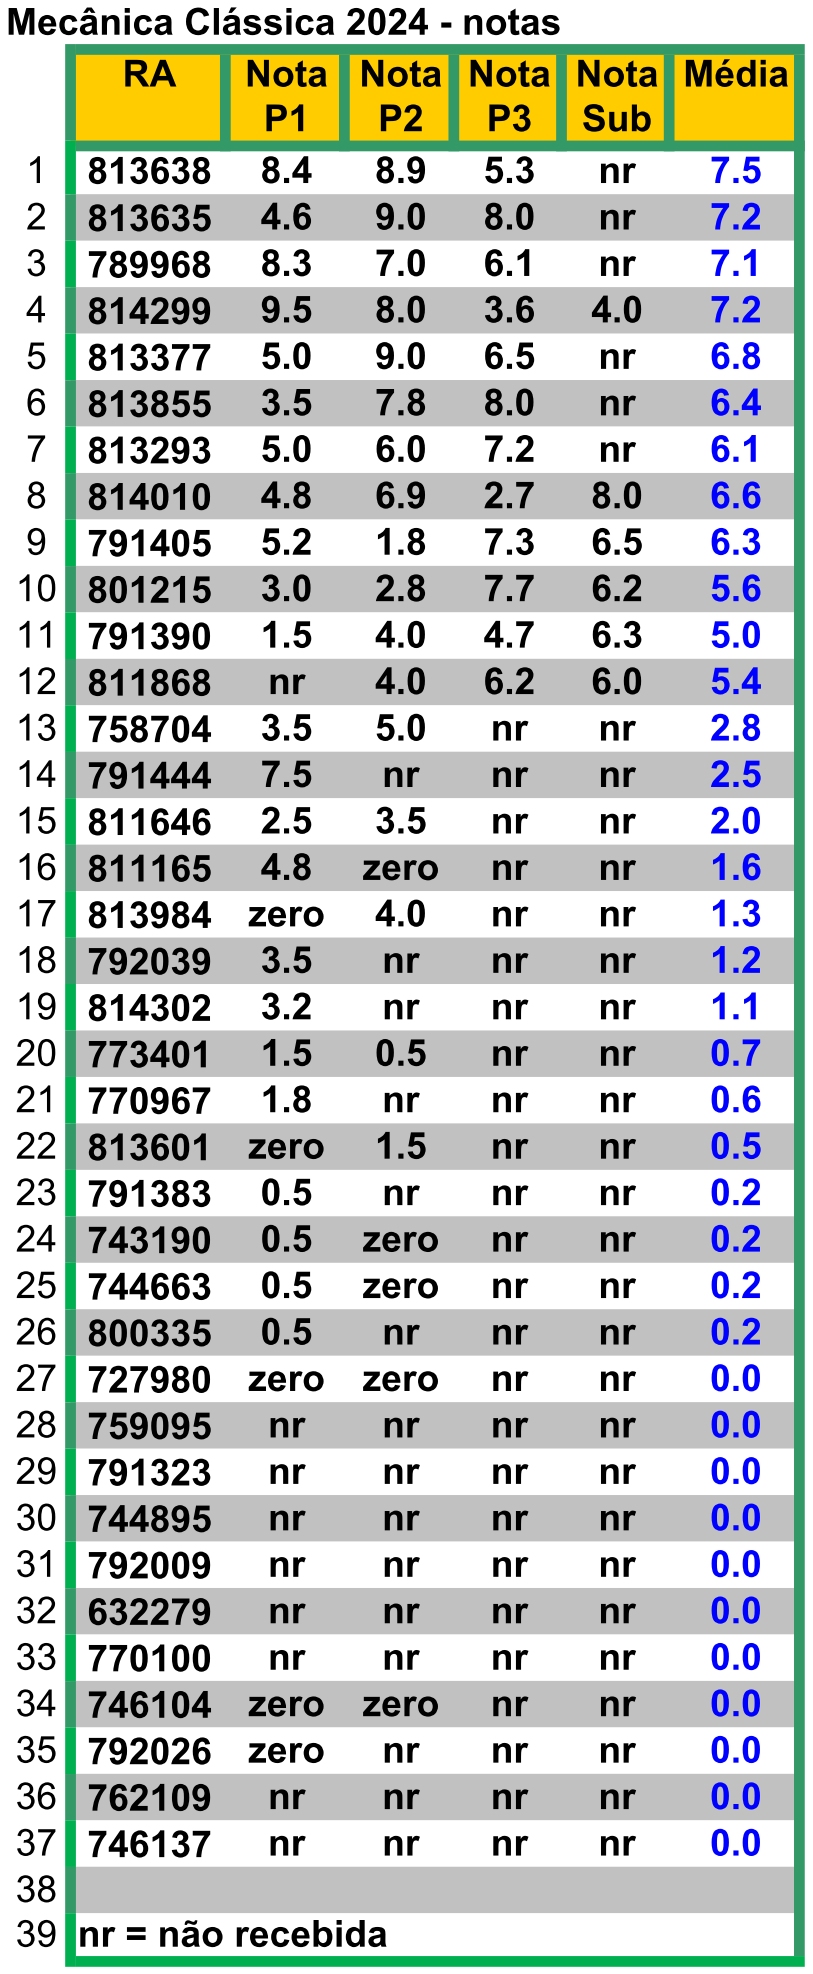 Mecânica Clássica 2024 - notas
RA Nota P1 Nota P2 Nota P3 Nota Sub Média
1 813638 8.4 8.9 5.3 nr 7.5
2 813635 4.6 9.0 8.0 nr 7.2
3 789968 8.3 7.0 6.1 nr 7.1
4 814299 9.5 8.0 3.6 4.0 7.2
5 813377 5.0 9.0 6.5 nr 6.8
6 813855 3.5 7.8 8.0 nr 6.4
7 813293 5.0 6.0 7.2 nr 6.1
8 814010 4.8 6.9 2.7 8.0 6.6
9 791405 5.2 1.8 7.3 6.5 6.3
10 801215 3.0 2.8 7.7 6.2 5.6
11 791390 1.5 4.0 4.7 6.3 5.0
12 811868 nr 4.0 6.2 6.0 5.4
13 758704 3.5 5.0 nr nr 2.8
14 791444 7.5 nr nr nr 2.5
15 811646 2.5 3.5 nr nr 2.0
16 811165 4.8 zero nr nr 1.6
17 813984 zero 4.0 nr nr 1.3
18 792039 3.5 nr nr nr 1.2
19 814302 3.2 nr nr nr 1.1
20 773401 1.5 0.5 nr nr 0.7
21 770967 1.8 nr nr nr 0.6
22 813601 zero 1.5 nr nr 0.5
23 791383 0.5 nr nr nr 0.2
24 743190 0.5 zero nr nr 0.2
25 744663 0.5 zero nr nr 0.2
26 800335 0.5 nr nr nr 0.2
27 727980 zero zero nr nr 0.0
28 759095 nr nr nr nr 0.0
29 791323 nr nr nr nr 0.0
30 744895 nr nr nr nr 0.0
31 792009 nr nr nr nr 0.0
32 632279 nr nr nr nr 0.0
33 770100 nr nr nr nr 0.0
34 746104 zero zero nr nr 0.0
35 792026 zero nr nr nr 0.0
36 762109 nr nr nr nr 0.0
37 746137 nr nr nr nr 0.0
38
39 nr = não recebida